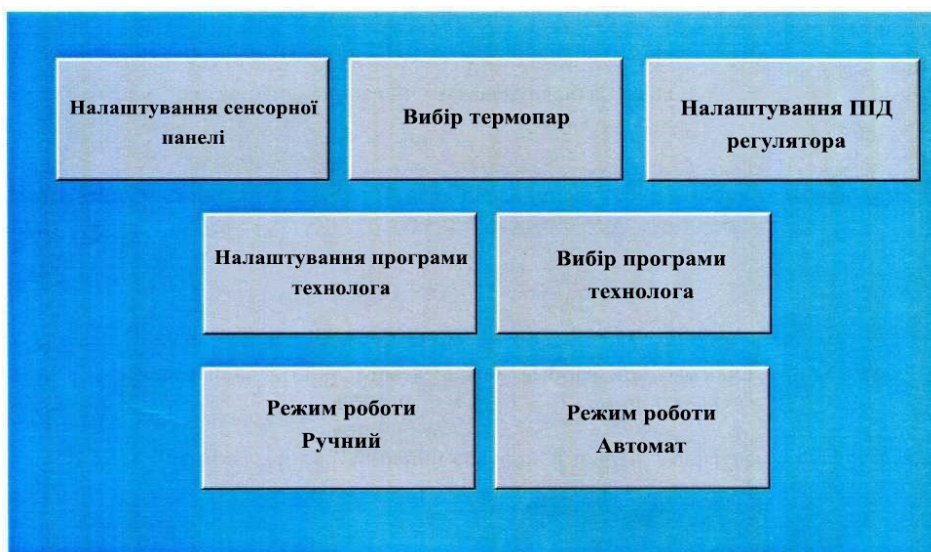 Налаштування сенсорної
панелі
Вибір термопар
Налаштування ПІД
регулятора
Налаштування програми
технолога
Вибір програми
технолога
Режим роботи
Ручний
Режим роботи
Автомат